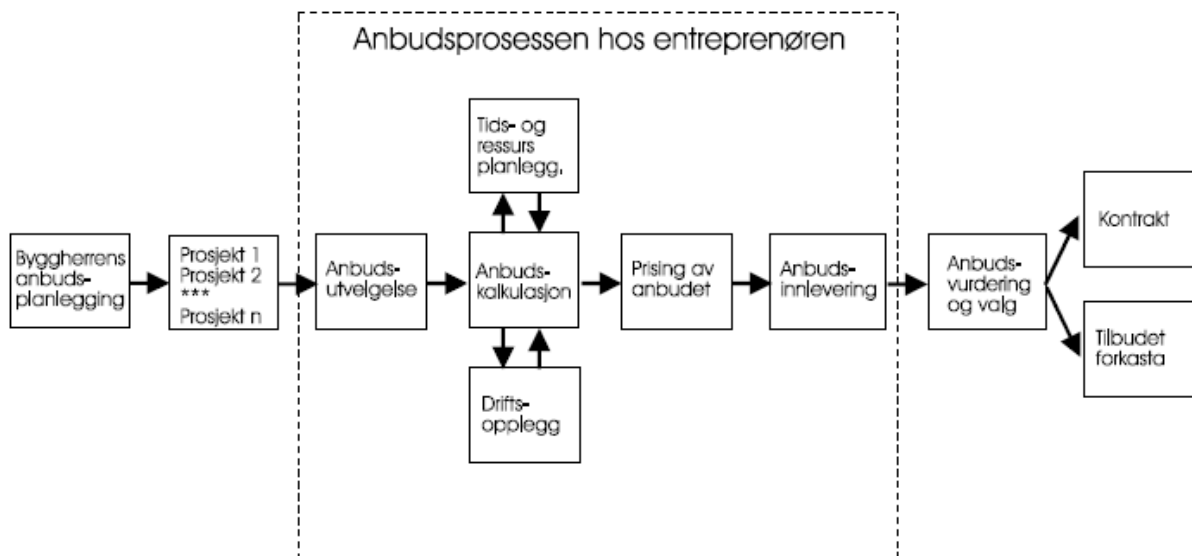 Anbudsprosessen hos entreprenøren
Tids- og
ressurs
planlegg,
Byggherrens
anbuds-
planlegging
Prosjekt 1
Prosjekt 2
***
Prosjekt n
Anbuds-
utvelgelse
Anbuds-
kalkulasjon
Prising av
anbudet
Anbuds-
innlevering
Anbuds-
vurdering
og valg
Kontrakt
Tilbudet
forkasta
Drifts-
opplegg